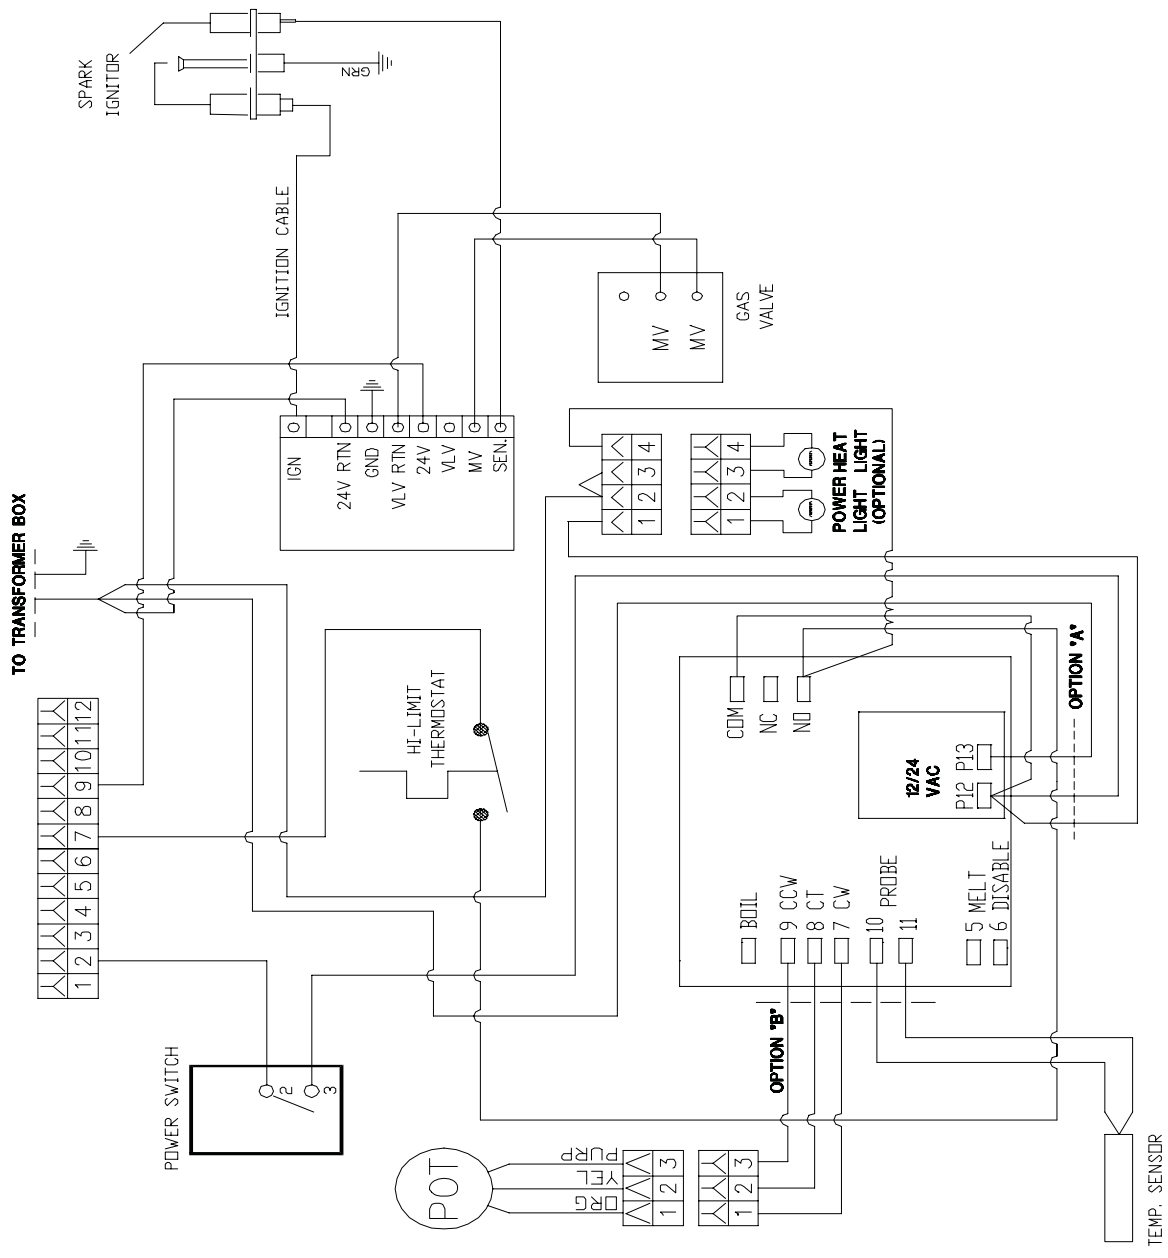 SPARK
IGNITOR
GRN
IGNITION CABLE
GAS
VALVE
MV
MV
IGN
24V RTN
GND
VLV RTN
24V
VLV
MV
SEN.
TO TRANSFORMER BOX
1 2 3 4
1 2 3 4
POWER HEAT
LIGHT LIGHT
(OPTIONAL)
1 2 3 4 5 6 7 8 9 10 11 12
HI-LIMIT
THERMOSTAT
COM
NC
NO
12/24
VAC
P12 P13
OPTION "A"
BOIL
9 CCW
8 CT
7 CW
10 PROBE
11
5 MELT
6 DISABLE
OPTION "B"
POWER SWITCH
2
3
POT
PURP
YEL
ORG
1 2 3
1 2 3
TEMP. SENSOR